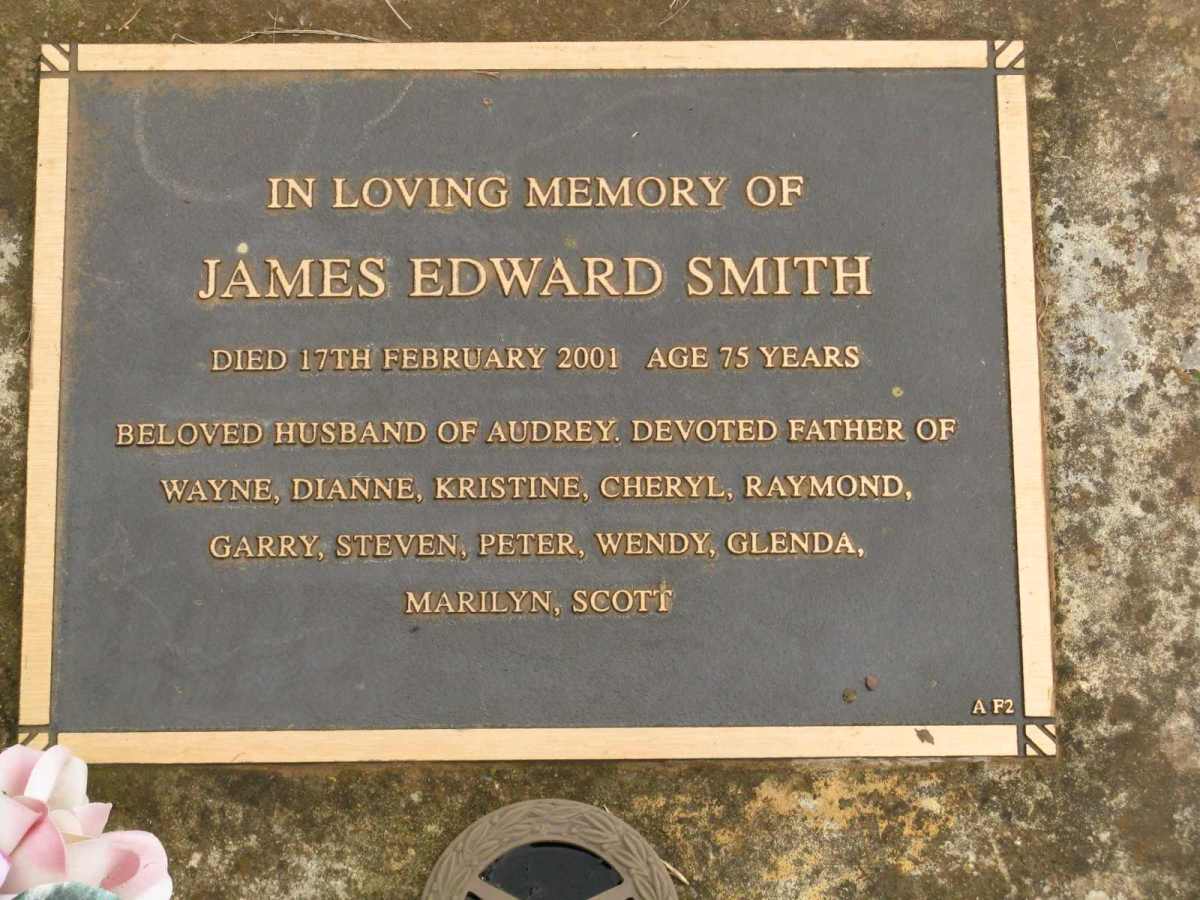 IN LOVING MEMORY OF
JAMES EDWARD SMITH
DIED 17TH FEBRUARY 2001 AGE 75 YEARS
BELOVED HUSBAND OF AUDREY. DEVOTED FATHER OF
WAYNE, DIANNE, KRISTINE, CHERYL, RAYMOND,
GARRY, STEVEN, PETER, WENDY, GLENDA,
MARILYN, SCOTT
A F2